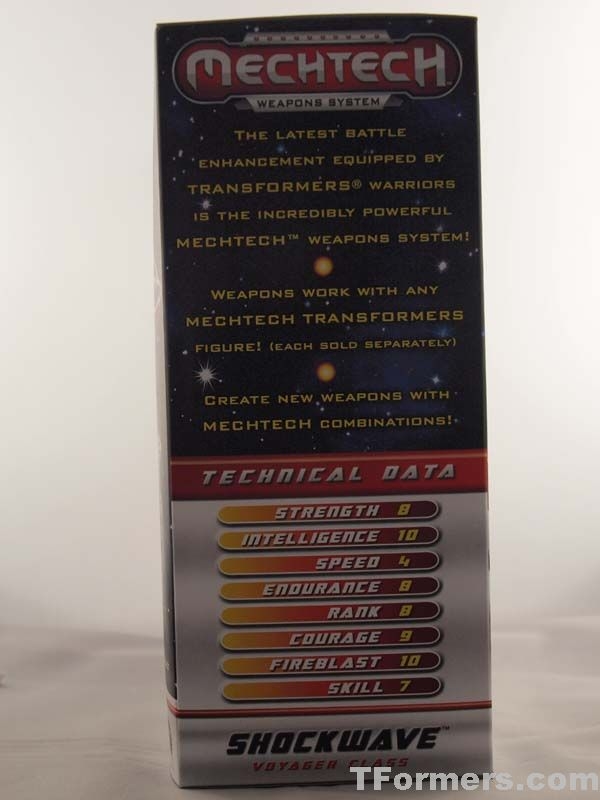 MECHTECH™
WEAPONS SYSTEM
THE LATEST BATTLE
ENHANCEMENT EQUIPPED BY
TRANSFORMERS® WARRIORS
IS THE INCREDIBLY POWERFUL
MECHTECH™ WEAPONS SYSTEM!
WEAPONS WORK WITH ANY
MECHTECH TRANSFORMERS
FIGURE! (EACH SOLD SEPARATELY)
CREATE NEW WEAPONS WITH
MECHTECH COMBINATIONS!
TECHNICAL DATA
STRENGTH 8
INTELLIGENCE 10
SPEED 4
ENDURANCE 8
RANK 8
COURAGE 9
FIREBLAST 10
SKILL 7
SHOCKWAVE™
VOYAGER CLASS
TFormers.com